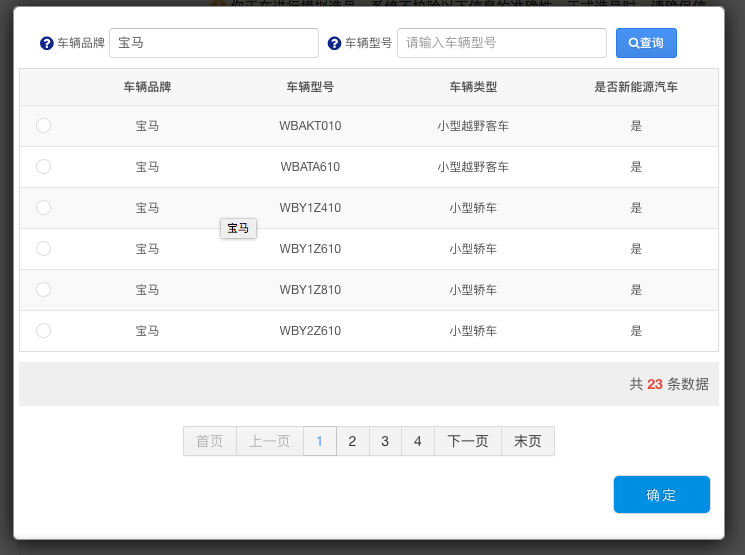 车辆品牌 宝马 车辆型号 请输入车辆型号 查询
车辆品牌 车辆型号 车辆类型 是否新能源汽车
宝马 WBAKT010 小型越野客车 是
宝马 WBATA610 小型越野客车 是
宝马 WBY1Z410 小型轿车 是
宝马
宝马 WBY1Z610 小型轿车 是
宝马 WBY1Z810 小型轿车 是
宝马 WBY2Z610 小型轿车 是
共 23 条数据
首页 上一页 1 2 3 4 下一页 末页
确定